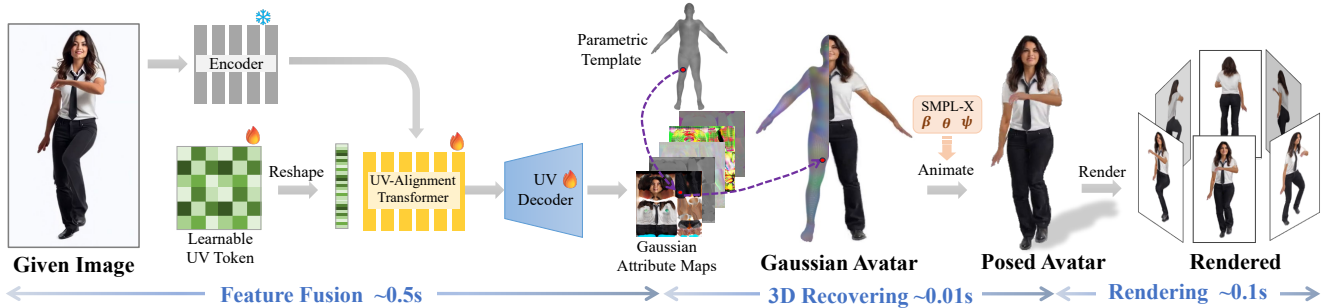 Given Image
Encoder
Learnable
UV Token
Reshape
UV-Alignment
Transformer
UV
Decoder
Parametric
Template
Gaussian
Attribute Maps
Gaussian Avatar
SMPL-X
β θ ψ
Animate
Posed Avatar
Render
Rendered
Feature Fusion ~0.5s
3D Recovering ~0.01s
Rendering ~0.1s